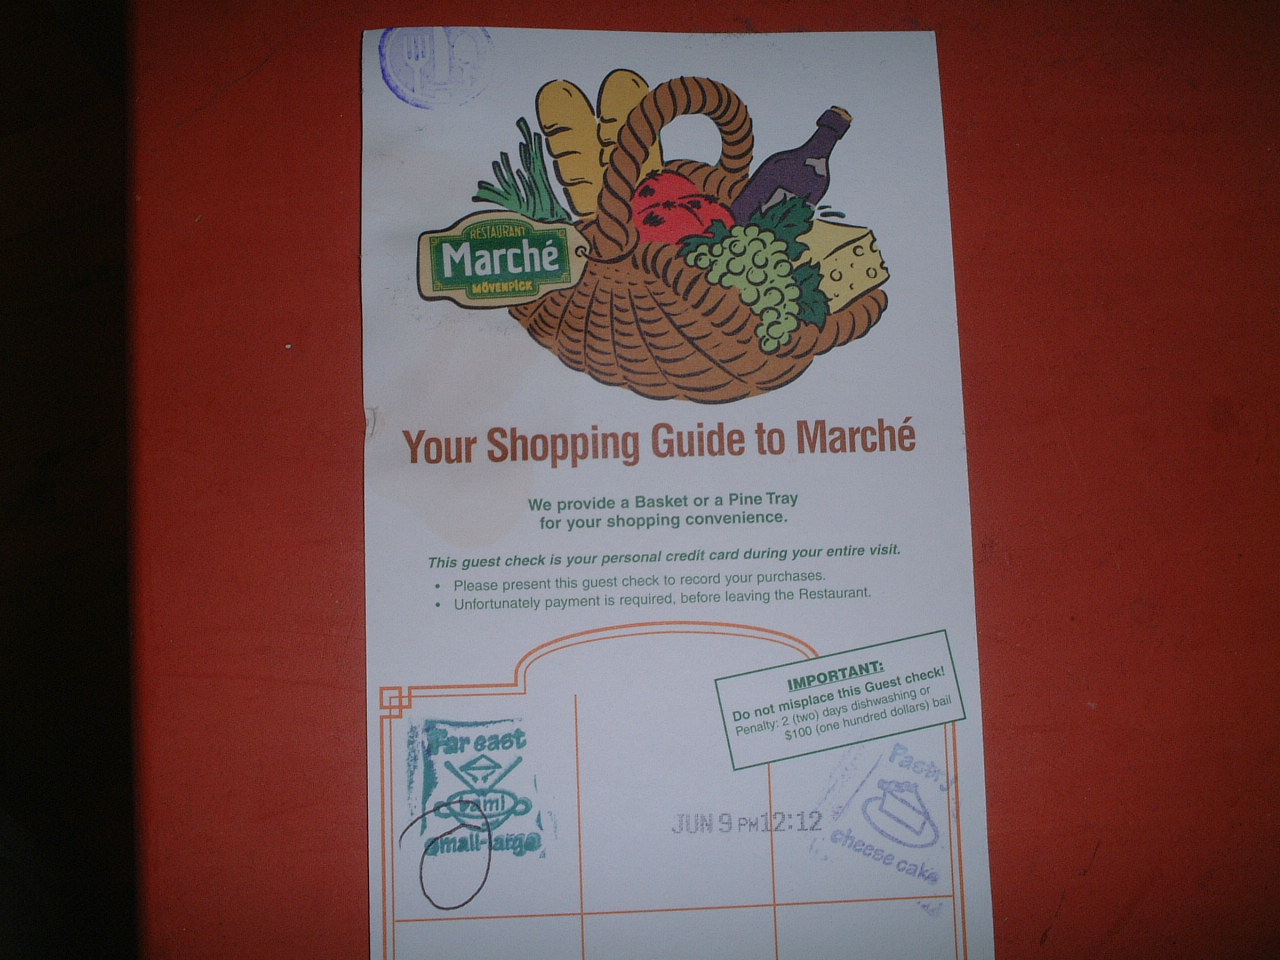 RESTAURANT
Marché
MÖVENPICK
Your Shopping Guide to Marché
We provide a Basket or a Pine Tray
for your shopping convenience.
This guest check is your personal credit card during your entire visit.
• Please present this guest check to record your purchases.
• Unfortunately payment is required, before leaving the Restaurant.
IMPORTANT:
Do not misplace this Guest check!
Penalty: 2 (two) days dishwashing or
$100 (one hundred dollars) bail
Far east
bami
small-large
JUN 9 PM 12:12
Pastry
cheese cake